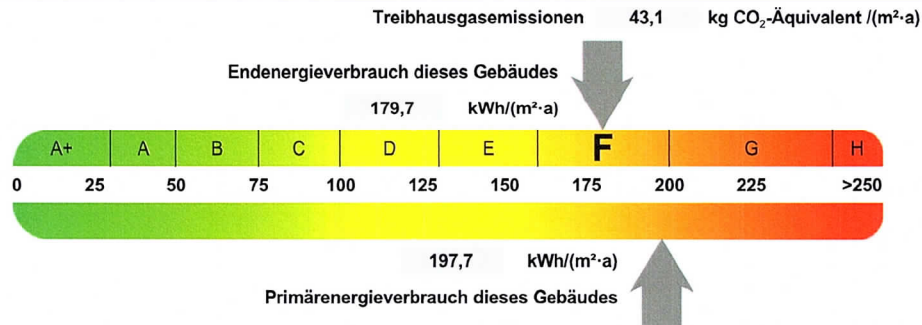 Treibhausgasemissionen 43,1 kg CO₂-Äquivalent /(m²·a)
Endenergieverbrauch dieses Gebäudes
179,7 kWh/(m²·a)
A+ A B C D E F G H
0 25 50 75 100 125 150 175 200 225 >250
197,7 kWh/(m²·a)
Primärenergieverbrauch dieses Gebäudes